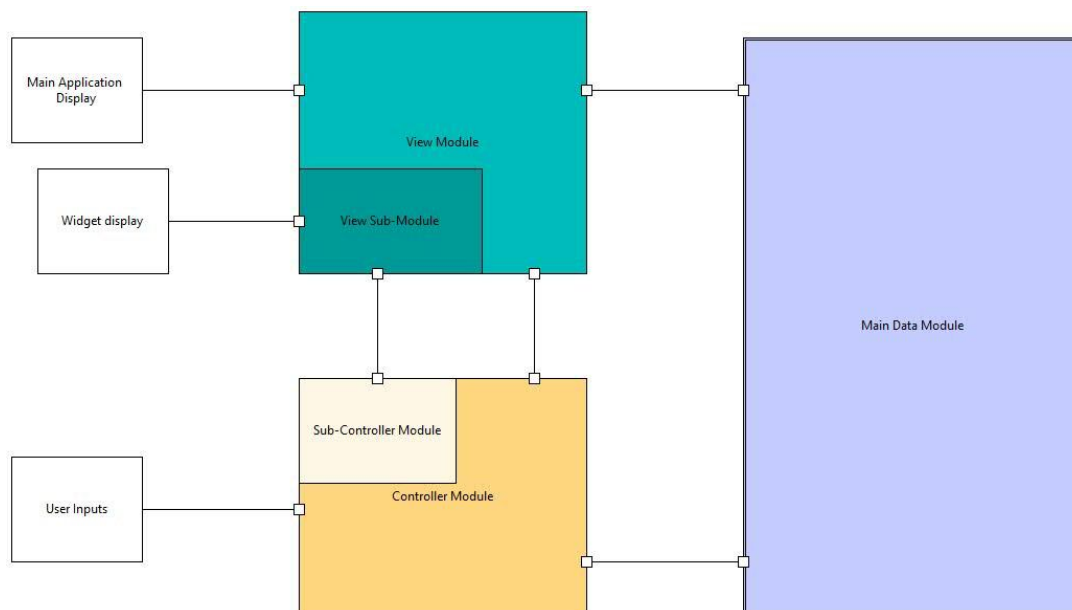 Main Application
Display
View Module
Widget display
View Sub-Module
Main Data Module
Sub-Controller Module
Controller Module
User Inputs